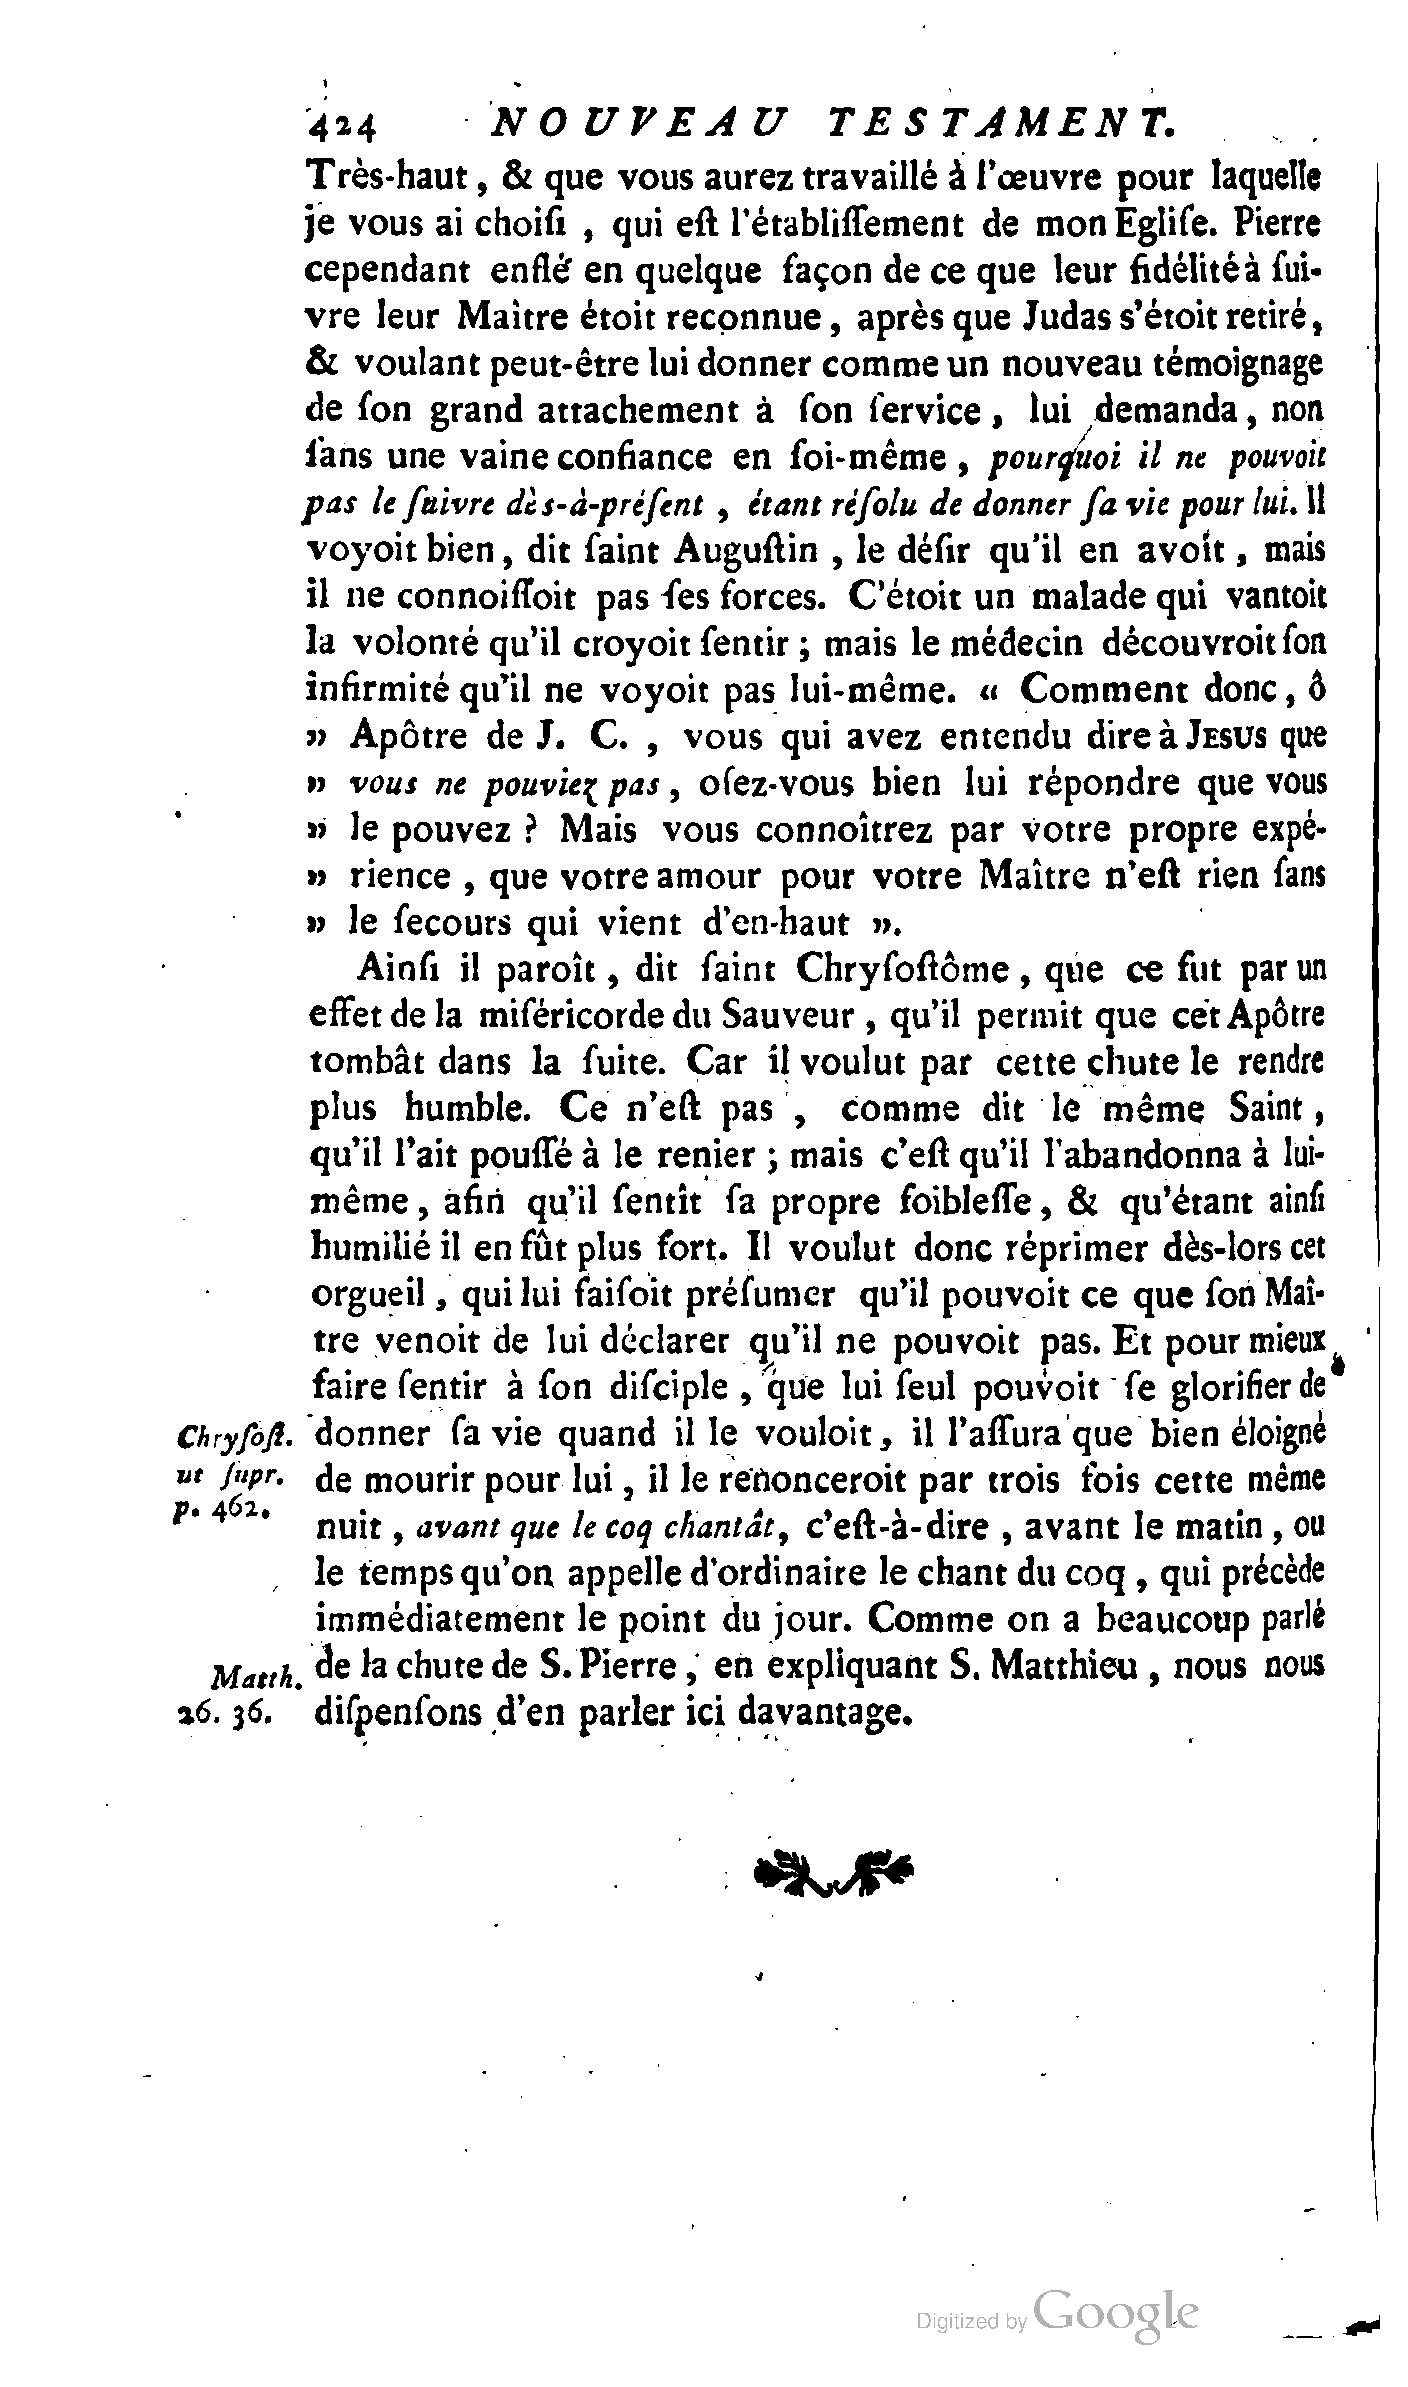 424 NOUVEAU TESTAMENT.
Très-haut, & que vous aurez travaillé à l'œuvre pour laquelle
je vous ai choiſi, qui eſt l'établiſſement de mon Egliſe. Pierre
cependant enflé en quelque façon de ce que leur fidélité à ſui-
vre leur Maître étoit reconnue, après que Judas s'étoit retiré,
& voulant peut-être lui donner comme un nouveau témoignage
de ſon grand attachement à ſon ſervice, lui demanda, non
ſans une vaine confiance en ſoi-même, pourquoi il ne pouvoit
pas le ſuivre dès-à-préſent, étant réſolu de donner ſa vie pour lui. Il
voyoit bien, dit ſaint Auguſtin, le déſir qu'il en avoit, mais
il ne connoiſſoit pas ſes forces. C'étoit un malade qui vantoit
la volonté qu'il croyoit ſentir; mais le médecin découvroit ſon
infirmité qu'il ne voyoit pas lui-même. « Comment donc, ô
» Apôtre de J. C., vous qui avez entendu dire à JESUS que
» vous ne pouviez pas, oſez-vous bien lui répondre que vous
» le pouvez ? Mais vous connoîtrez par votre propre expé-
» rience, que votre amour pour votre Maître n'eſt rien ſans
» le ſecours qui vient d'en-haut ».
Ainſi il paroît, dit ſaint Chryſoſtôme, que ce fut par un
effet de la miſéricorde du Sauveur, qu'il permit que cet Apôtre
tombât dans la ſuite. Car il voulut par cette chute le rendre
plus humble. Ce n'eſt pas, comme dit le même Saint,
qu'il l'ait pouſſé à le renier; mais c'eſt qu'il l'abandonna à lui-
même, afin qu'il ſentît ſa propre foibleſſe, & qu'étant ainſi
humilié il en fût plus fort. Il voulut donc réprimer dès-lors cet
orgueil, qui lui faiſoit préſumer qu'il pouvoit ce que ſon Maî-
tre venoit de lui déclarer qu'il ne pouvoit pas. Et pour mieux
faire ſentir à ſon diſciple, que lui ſeul pouvoit ſe glorifier de
Chryſoſt. donner ſa vie quand il le vouloit, il l'aſſura que bien éloigné
ut ſupr. de mourir pour lui, il le renonceroit par trois fois cette même
p. 462. nuit, avant que le coq chantât, c'eſt-à-dire, avant le matin, ou
le temps qu'on appelle d'ordinaire le chant du coq, qui précède
immédiatement le point du jour. Comme on a beaucoup parlé
Matth. de la chute de S. Pierre, en expliquant S. Matthieu, nous nous
26. 36. diſpenſons d'en parler ici davantage.
Digitized by Google